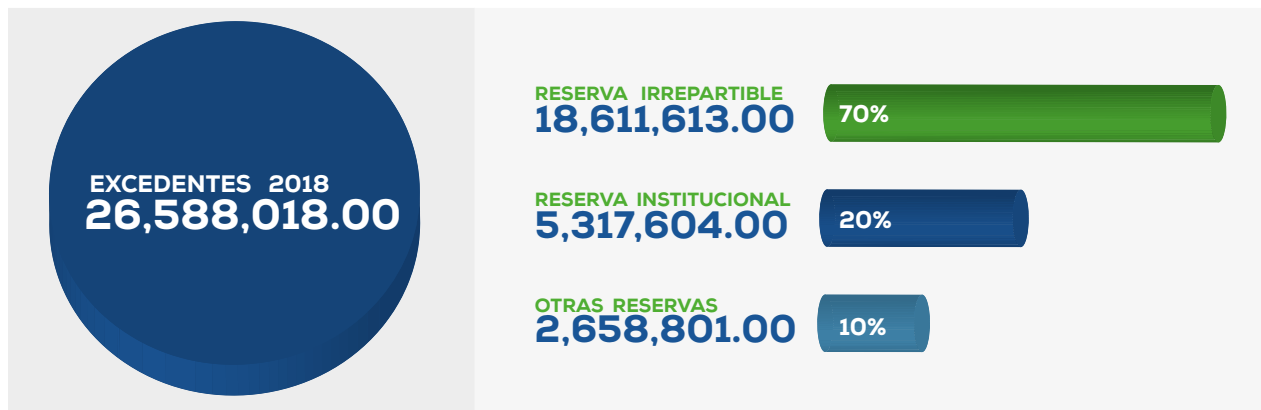 EXCEDENTES 2018
26,588,018.00
RESERVA IRREPARTIBLE
18,611,613.00
70%
RESERVA INSTITUCIONAL
5,317,604.00
20%
OTRAS RESERVAS
2,658,801.00
10%